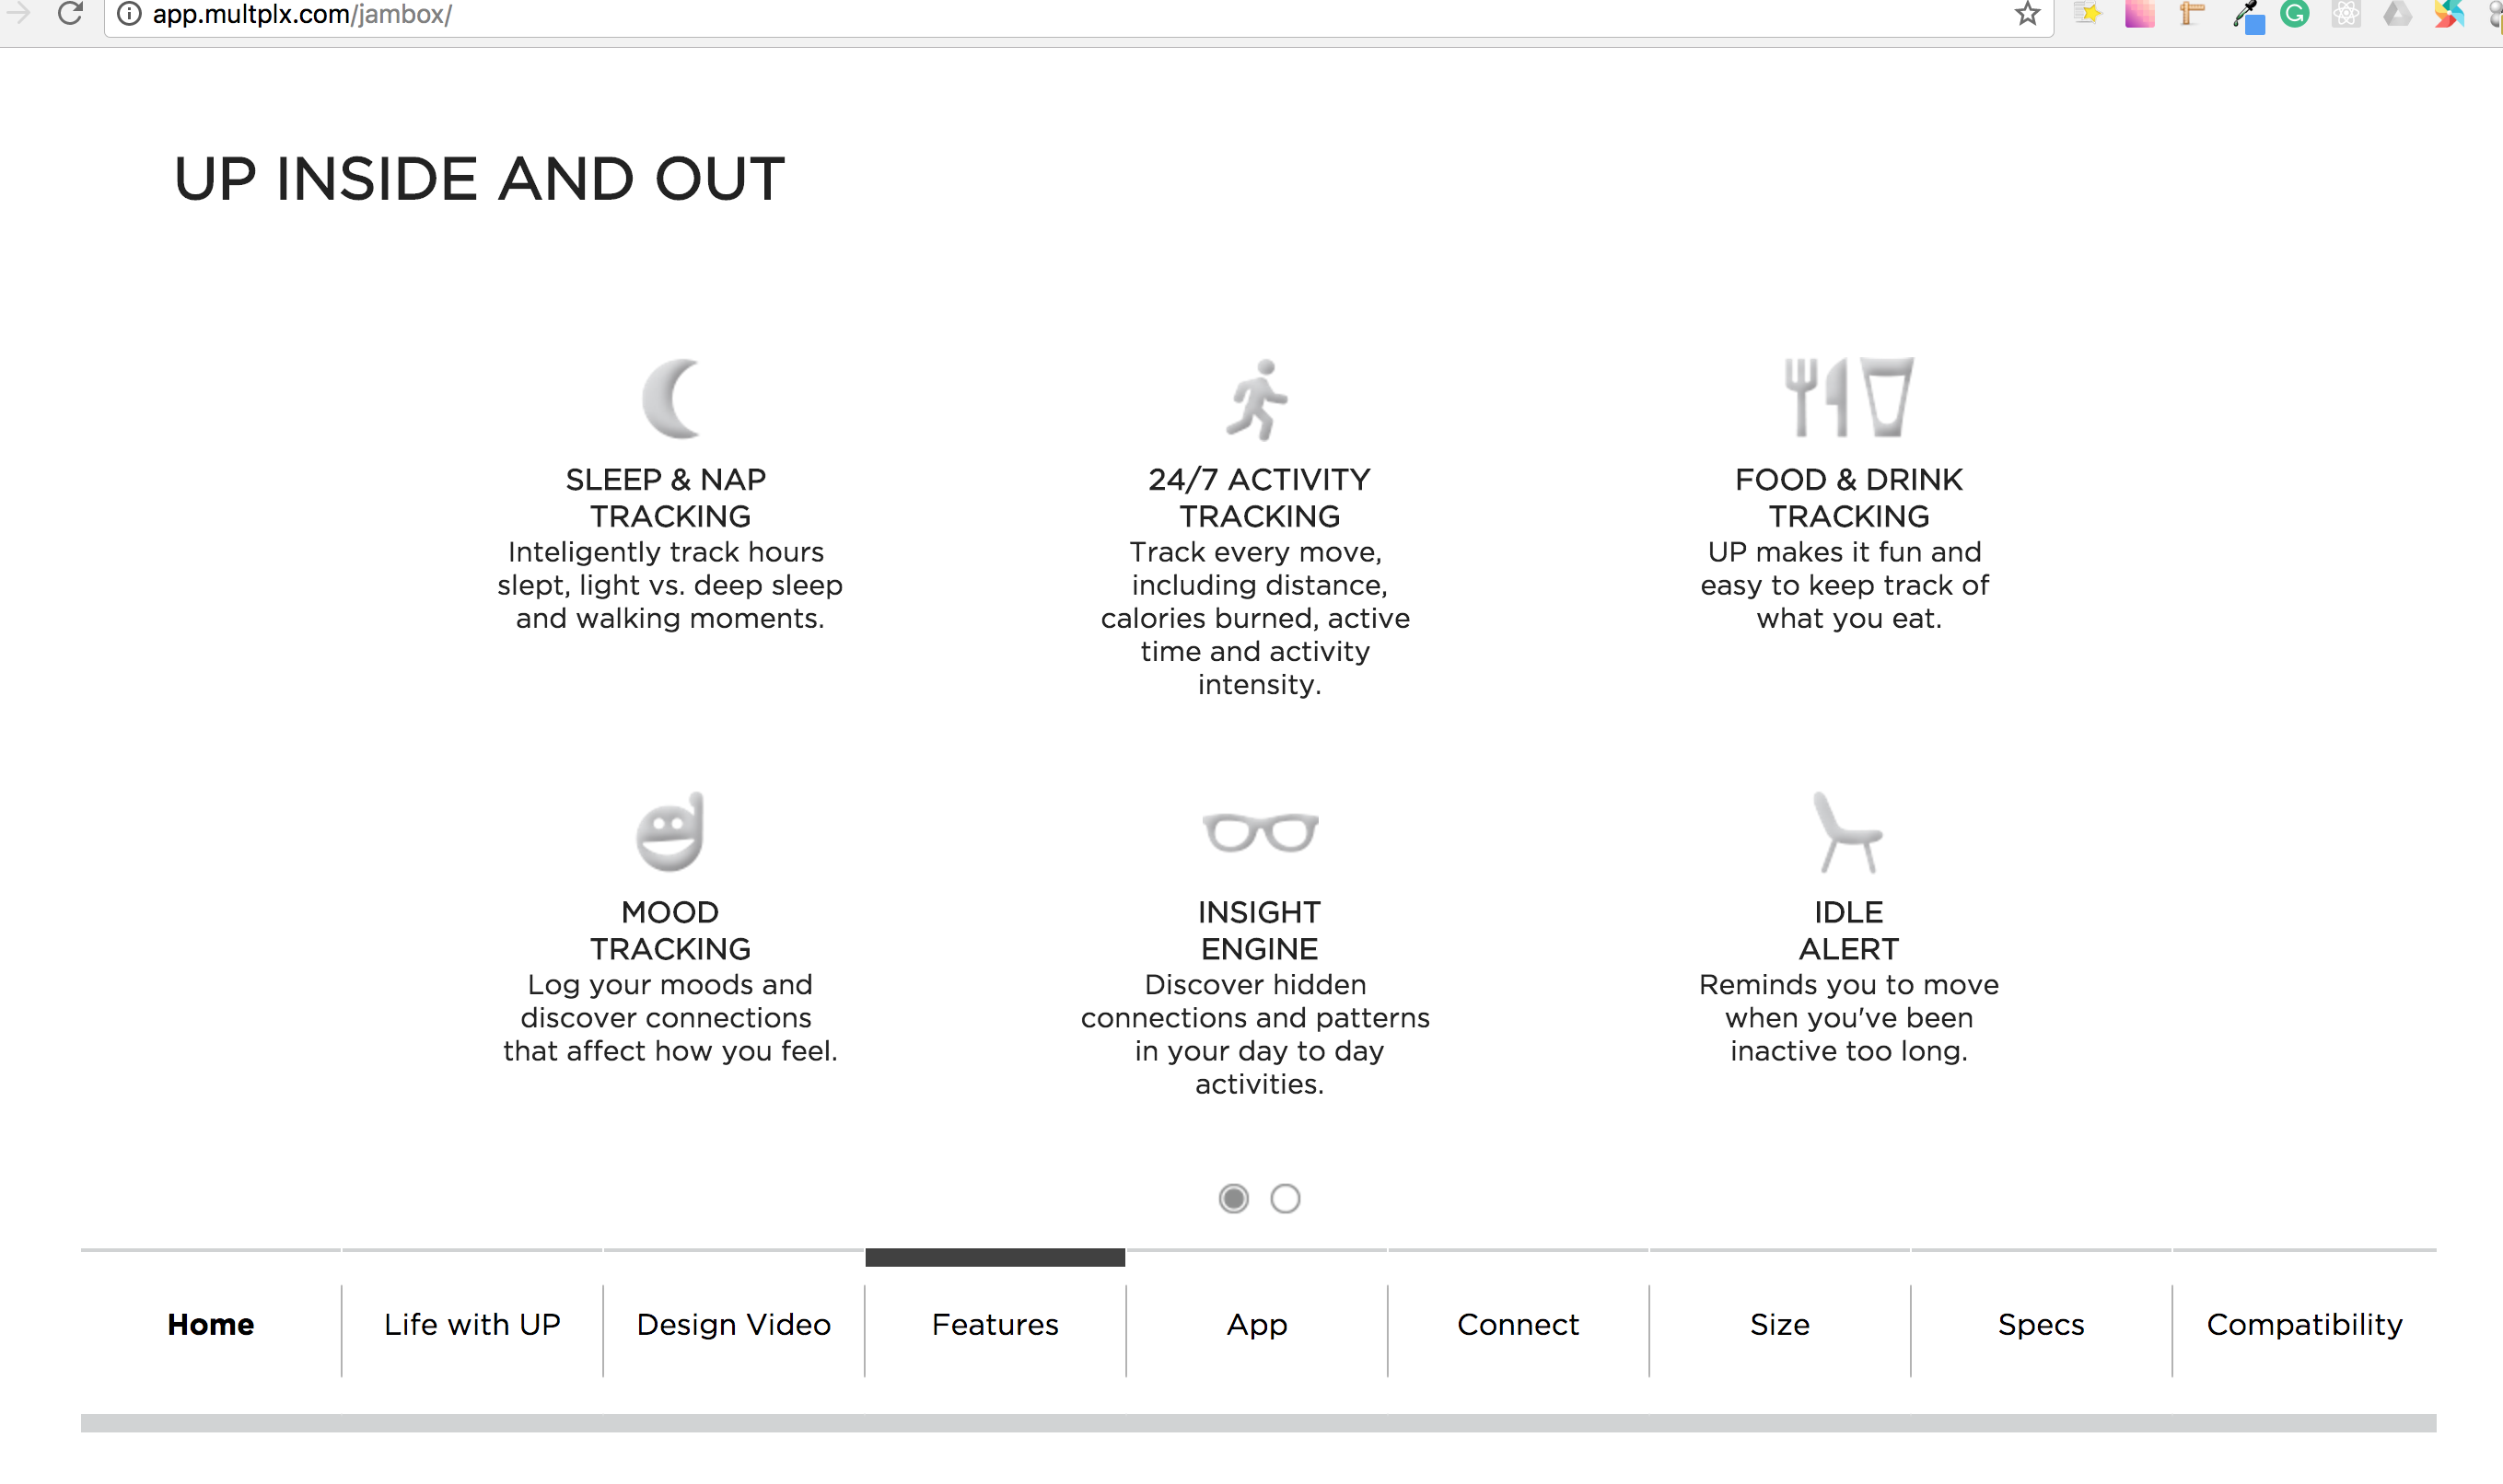 app.multplx.com/jambox/
UP INSIDE AND OUT
SLEEP & NAP
TRACKING
Inteligently track hours
slept, light vs. deep sleep
and walking moments.
24/7 ACTIVITY
TRACKING
Track every move,
including distance,
calories burned, active
time and activity
intensity.
FOOD & DRINK
TRACKING
UP makes it fun and
easy to keep track of
what you eat.
MOOD
TRACKING
Log your moods and
discover connections
that affect how you feel.
INSIGHT
ENGINE
Discover hidden
connections and patterns
in your day to day
activities.
IDLE
ALERT
Reminds you to move
when you've been
inactive too long.
Home
Life with UP
Design Video
Features
App
Connect
Size
Specs
Compatibility